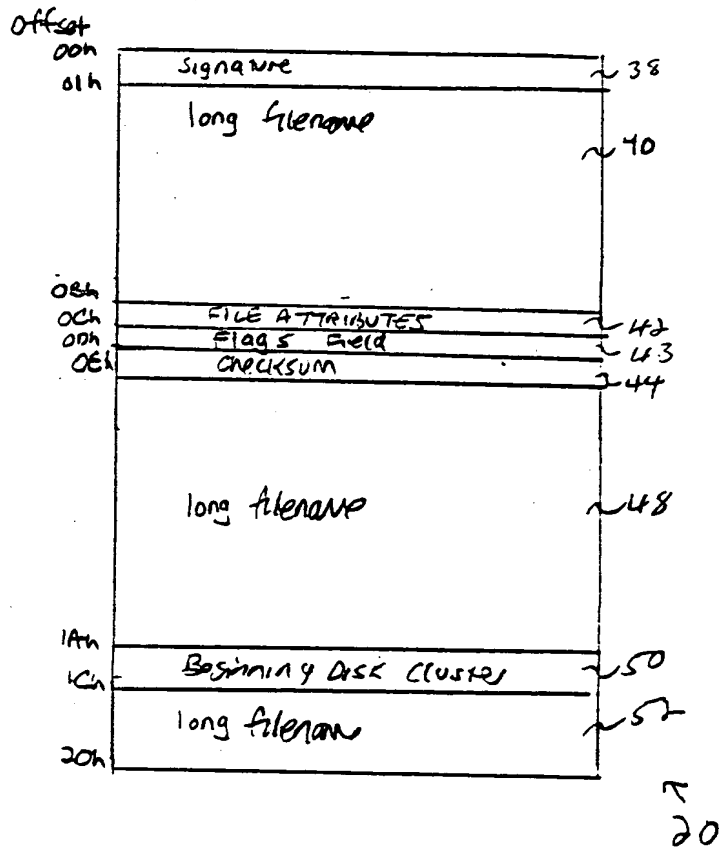 Offset
00h
Signature
38
01h
long filename
40
0Bh
FILE ATTRIBUTES
42
0Ch
Flags Field
43
0Dh
Checksum
44
0Eh
long filename
48
1Ah
Beginning Disk Cluster
50
1Ch
long filename
52
20h
20